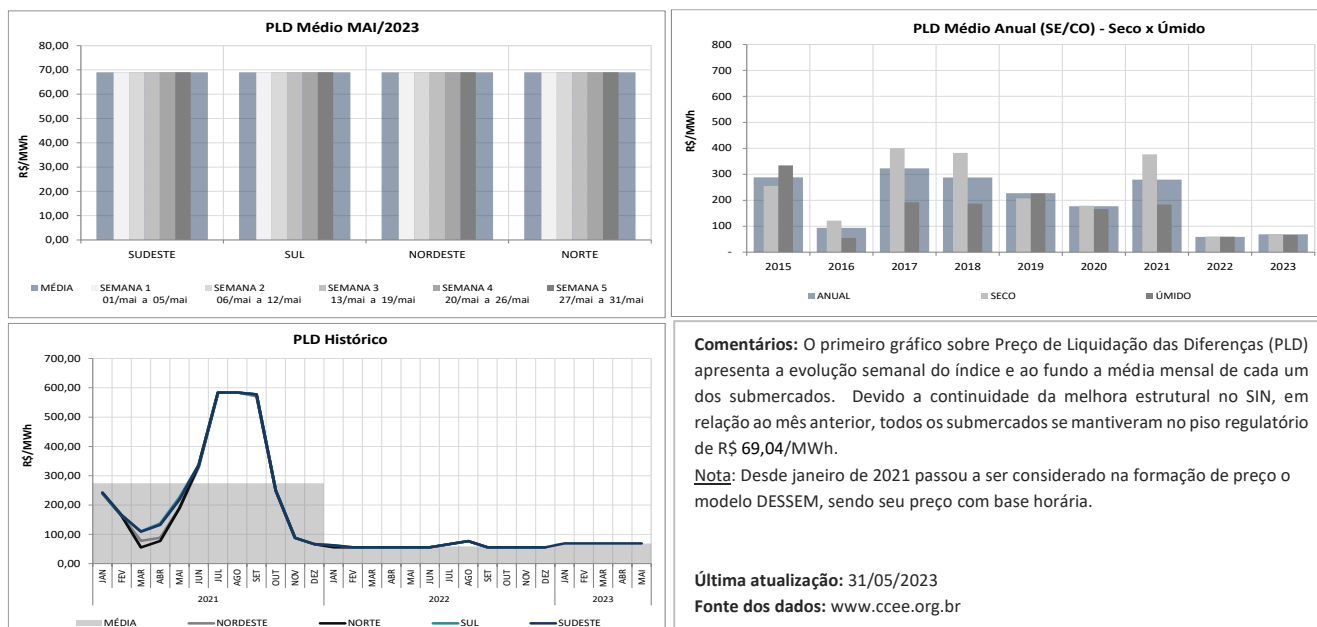 PLD Médio MAI/2023
80,00
70,00
60,00
50,00
40,00
30,00
20,00
10,00
0,00
R$/MWh
SUDESTE SUL NORDESTE NORTE
MÉDIA SEMANA 1 SEMANA 2 SEMANA 3 SEMANA 4 SEMANA 5
01/mai a 05/mai 06/mai a 12/mai 13/mai a 19/mai 20/mai a 26/mai 27/mai a 31/mai
PLD Médio Anual (SE/CO) - Seco x Úmido
800
700
600
500
400
300
200
100
-
R$/MWh
2015 2016 2017 2018 2019 2020 2021 2022 2023
ANUAL SECO ÚMIDO
PLD Histórico
700,00
600,00
500,00
400,00
300,00
200,00
100,00
0,00
R$/MWh
JAN FEV MAR ABR MAI JUN JUL AGO SET OUT NOV DEZ JAN FEV MAR ABR MAI JUN JUL AGO SET OUT NOV DEZ JAN FEV MAR ABR MAI
2021 2022 2023
MÉDIA NORDESTE NORTE SUL SUDESTE
Comentários: O primeiro gráfico sobre Preço de Liquidação das Diferenças (PLD)
apresenta a evolução semanal do índice e ao fundo a média mensal de cada um
dos submercados. Devido a continuidade da melhora estrutural no SIN, em
relação ao mês anterior, todos os submercados se mantiveram no piso regulatório
de R$ 69,04/MWh.
Nota: Desde janeiro de 2021 passou a ser considerado na formação de preço o
modelo DESSEM, sendo seu preço com base horária.
Última atualização: 31/05/2023
Fonte dos dados: www.ccee.org.br